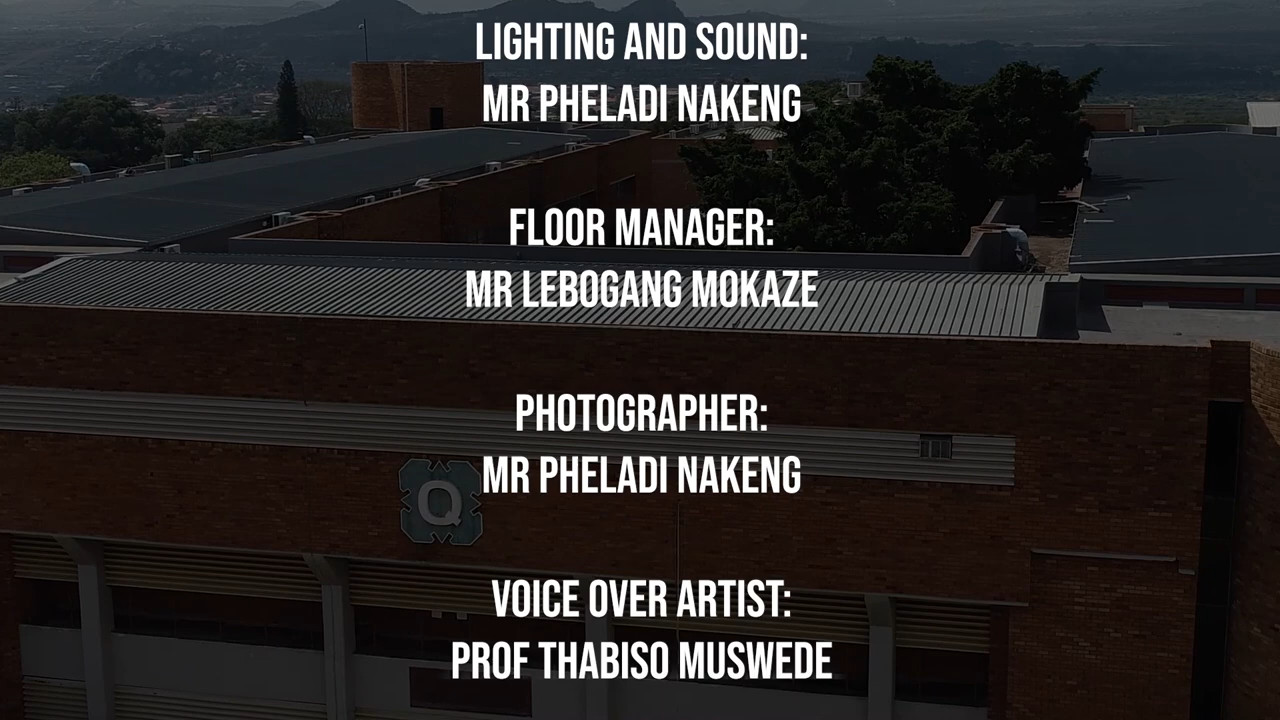 LIGHTING AND SOUND:
MR PHELADI NAKENG
FLOOR MANAGER:
MR LEBOGANG MOKAZE
PHOTOGRAPHER:
MR PHELADI NAKENG
Q
VOICE OVER ARTIST:
PROF THABISO MUSWEDE